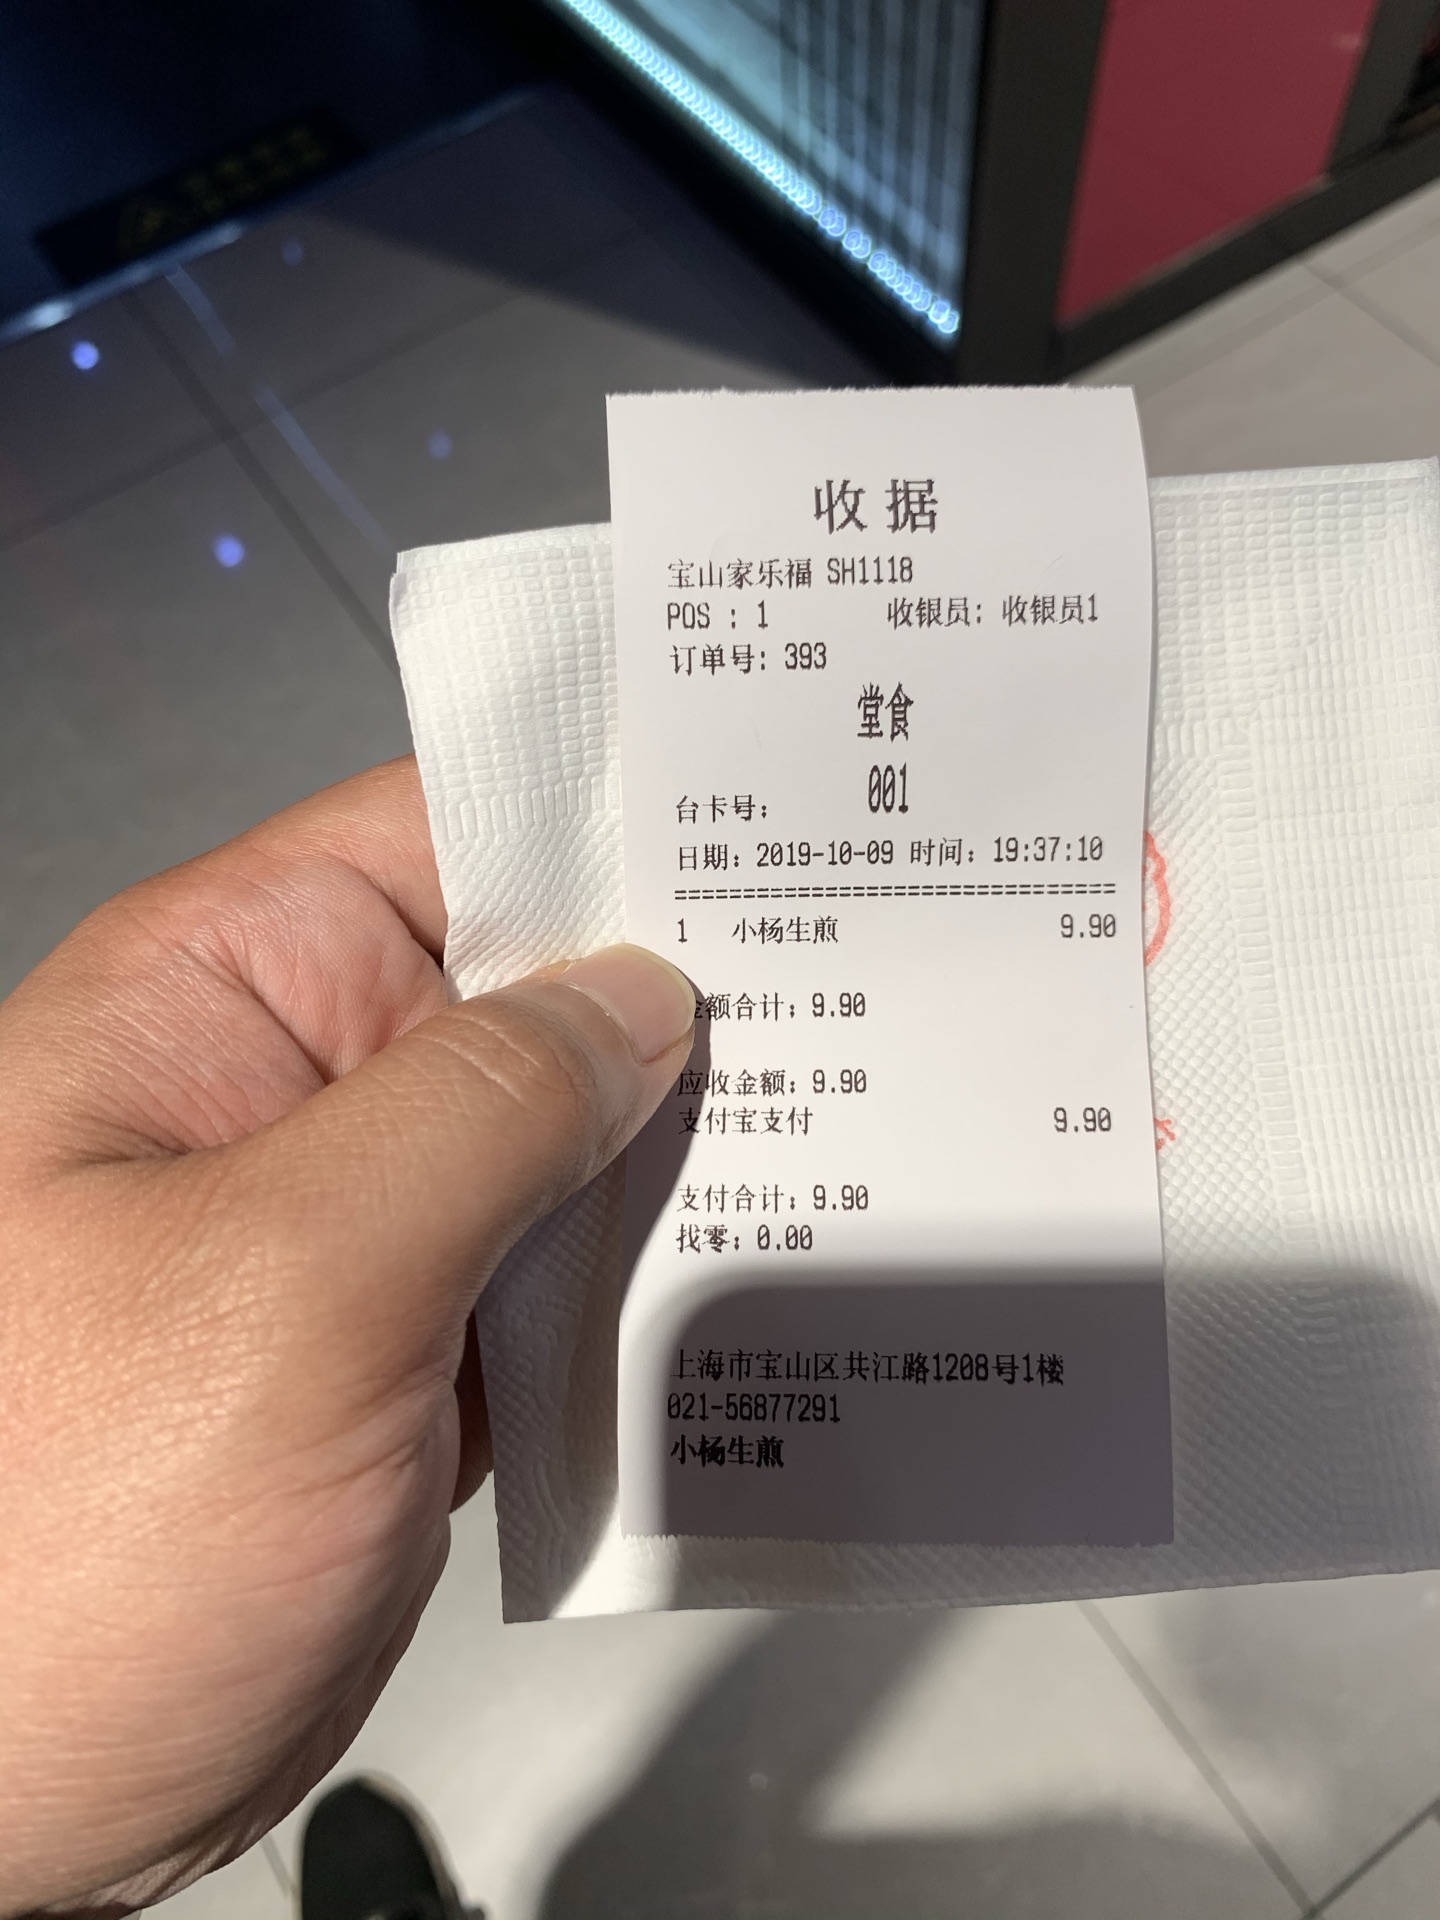 收据
宝山家乐福 SH1118
POS : 1 收银员: 收银员1
订单号: 393
堂食
台卡号: 001
日期: 2019-10-09 时间: 19:37:10
================================
1 小杨生煎 9.90
金额合计: 9.90
应收金额: 9.90
支付宝支付 9.90
支付合计: 9.90
找零: 0.00
上海市宝山区共江路1208号1楼
021-56877291
小杨生煎